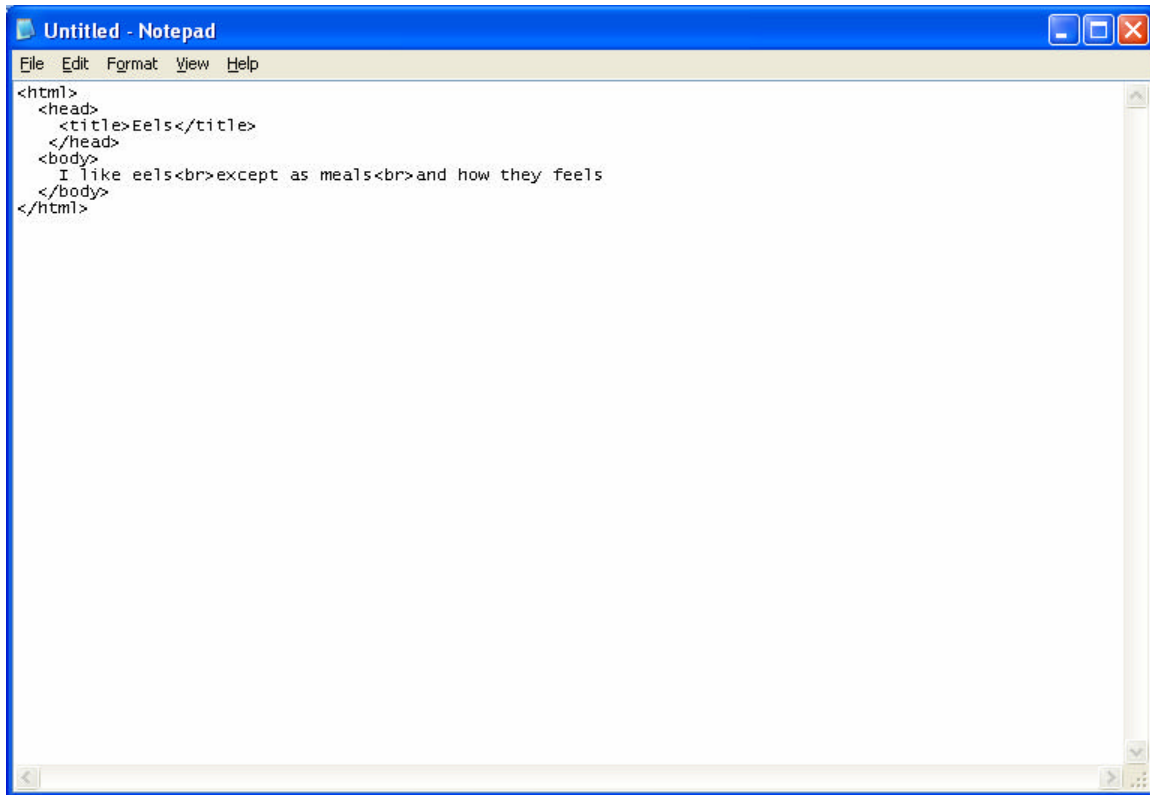 Untitled - Notepad
File Edit Format View Help
<html>
  <head>
    <title>Eels</title>
   </head>
  <body>
    I like eels<br>except as meals<br>and how they feels
  </body>
</html>